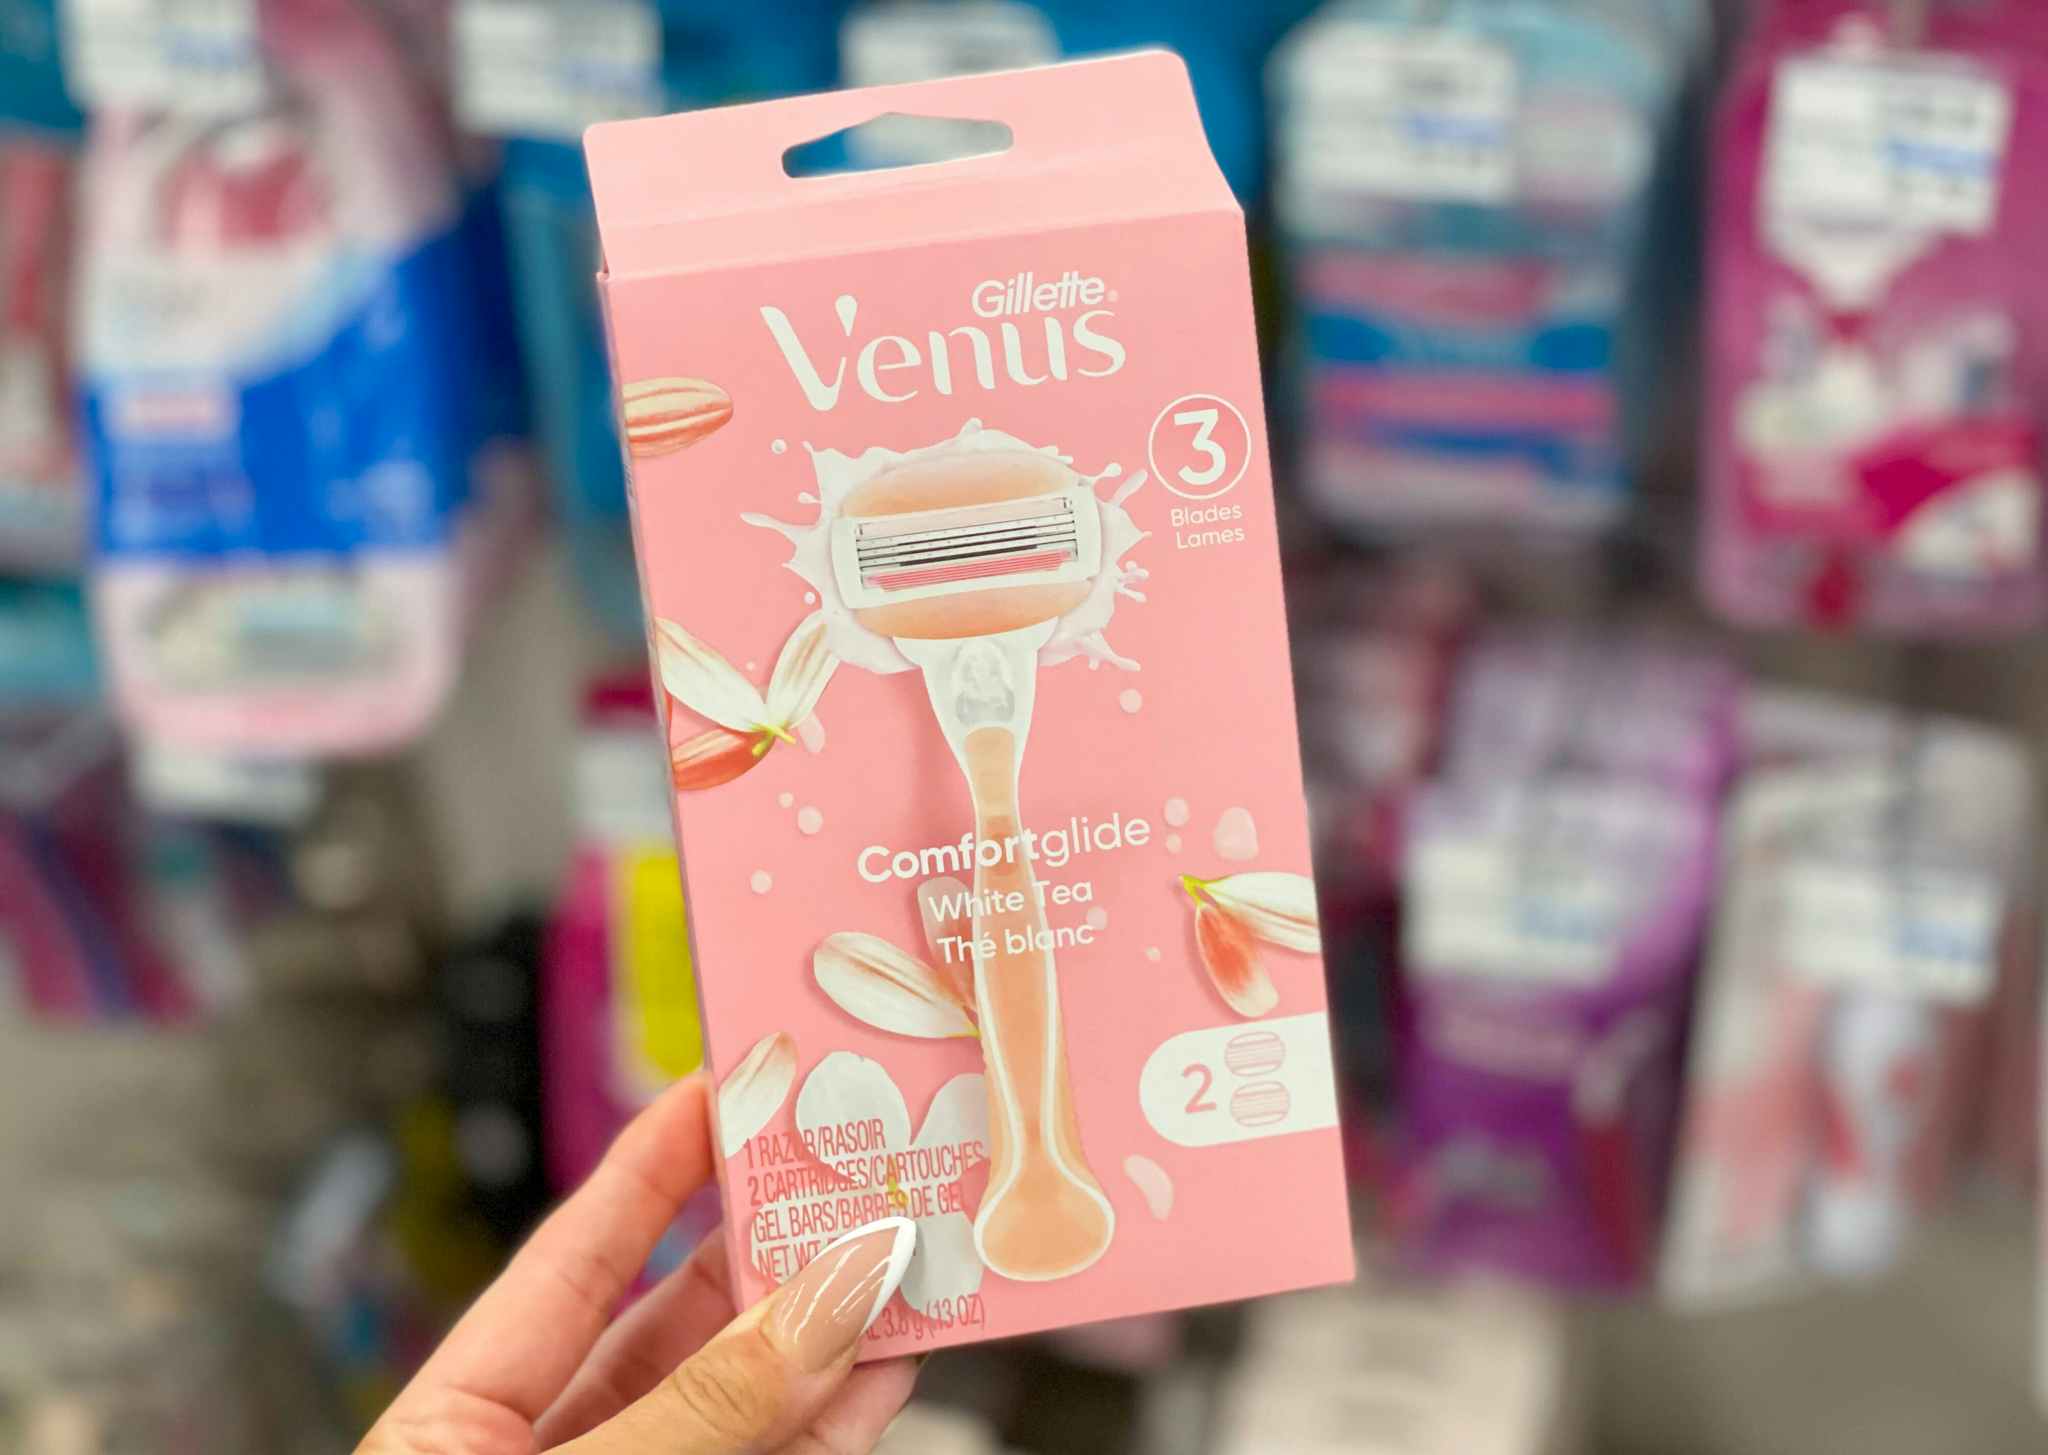 Gillette
Venus
3
Blades
Lames
Comfortglide
White Tea
Thé blanc
2
1 RAZOR/RASOIR
2 CARTRIDGES/CARTOUCHES
GEL BARS/BARRES DE GEL
NET WT
3.8 g (.13 OZ)